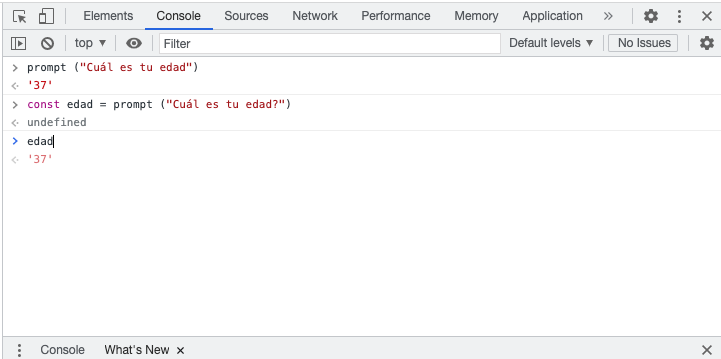 Elements Console Sources Network Performance Memory Application »
top ▼ Filter Default levels ▼ No Issues
> prompt ("Cuál es tu edad")
'37'
> const edad = prompt ("Cuál es tu edad?")
undefined
> edad
'37'
Console What's New ×